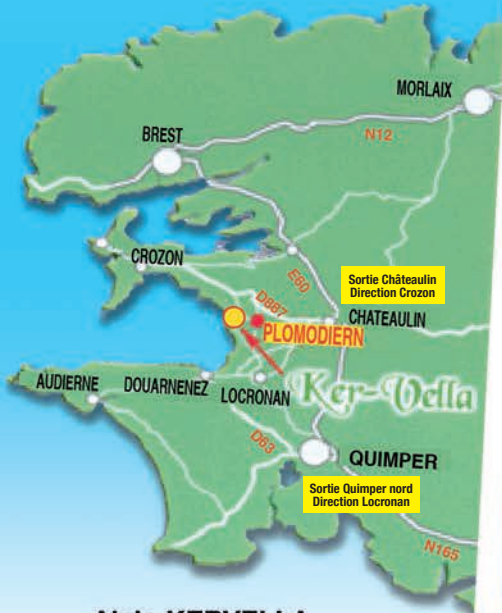 MORLAIX
N12
BREST
CROZON
E60
Sortie Châteaulin
Direction Crozon
D887
CHATEAULIN
PLOMODIERN
Ker-Vella
AUDIERNE
DOUARNENEZ
LOCRONAN
D63
QUIMPER
Sortie Quimper nord
Direction Locronan
N165